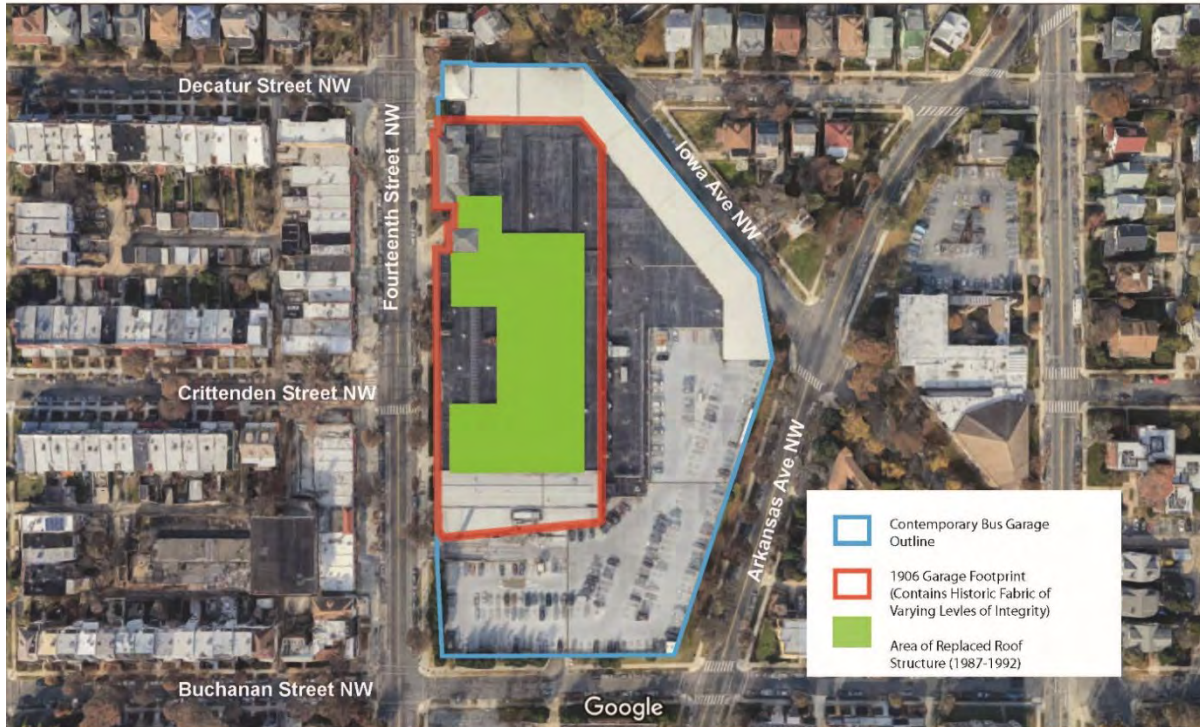 Decatur Street NW
Fourteenth Street NW
Iowa Ave NW
Crittenden Street NW
Arkansas Ave NW
Buchanan Street NW
Google
Contemporary Bus Garage
Outline
1906 Garage Footprint
(Contains Historic Fabric of
Varying Levles of Integrity)
Area of Replaced Roof
Structure (1987-1992)